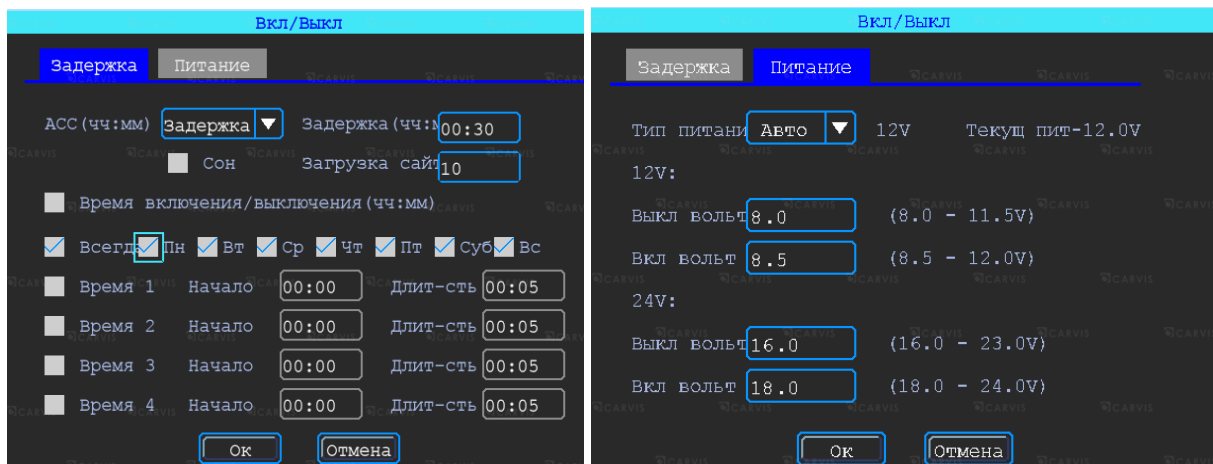 Вкл/Выкл
Задержка Питание
АСС(чч:мм) Задержка Задержка(чч:м 00:30
Сон Загрузка сайт 10
Время включения/выключения(чч:мм)
Всегда Пн Вт Ср Чт Пт Суб Вс
Время 1 Начало 00:00 Длит-сть 00:05
Время 2 Начало 00:00 Длит-сть 00:05
Время 3 Начало 00:00 Длит-сть 00:05
Время 4 Начало 00:00 Длит-сть 00:05
Ок Отмена
Вкл/Выкл
Задержка Питание
Тип питани Авто 12V Текущ пит-12.0V
12V:
Выкл вольт 8.0 (8.0 - 11.5V)
Вкл вольт 8.5 (8.5 - 12.0V)
24V:
Выкл вольт 16.0 (16.0 - 23.0V)
Вкл вольт 18.0 (18.0 - 24.0V)
Ок Отмена
CARVIS